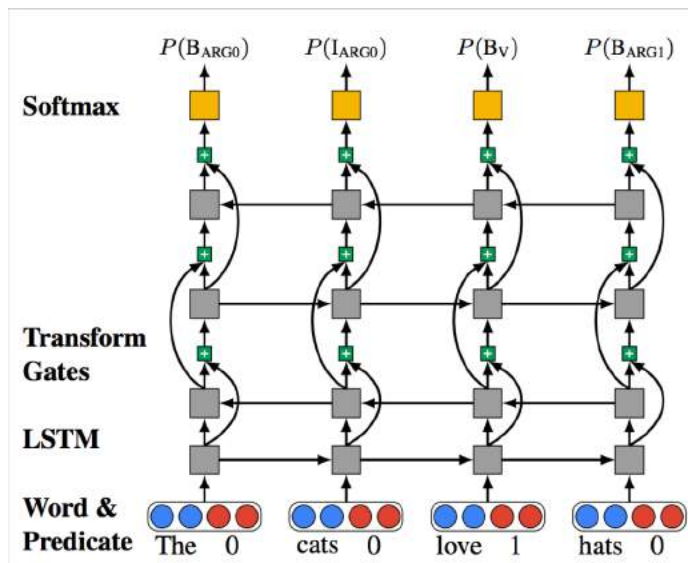 P(B_ARG0) P(I_ARG0) P(B_V) P(B_ARG1)
Softmax
+ + + +
+ + + +
Transform
Gates
+ + + +
LSTM
Word &
Predicate
The 0 cats 0 love 1 hats 0